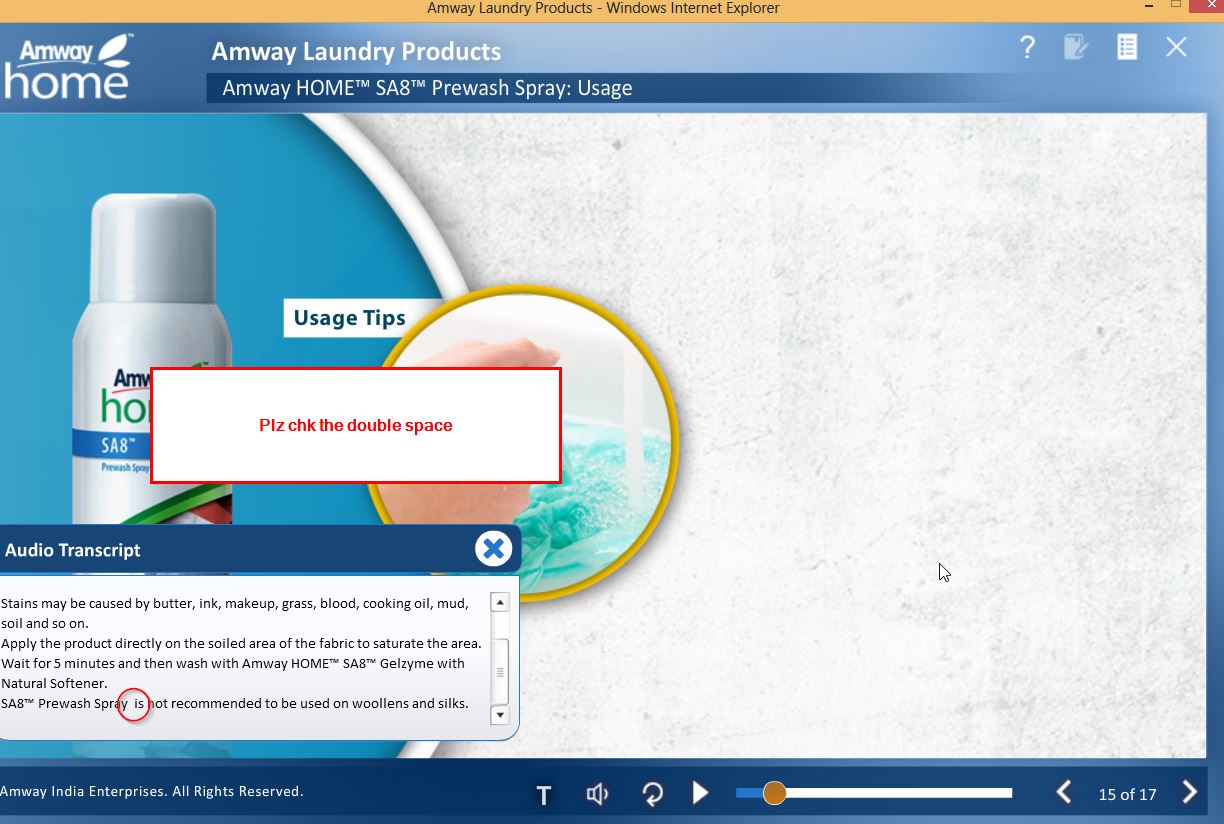 Amway Laundry Products - Windows Internet Explorer
Amway™
home
Amway Laundry Products
?
Amway HOME™ SA8™ Prewash Spray: Usage
Usage Tips
Amw
ho
SA8™
Prewash Spray
Plz chk the double space
Audio Transcript
Stains may be caused by butter, ink, makeup, grass, blood, cooking oil, mud,
soil and so on.
Apply the product directly on the soiled area of the fabric to saturate the area.
Wait for 5 minutes and then wash with Amway HOME™ SA8™ Gelzyme with
Natural Softener.
SA8™ Prewash Spray  is not recommended to be used on woollens and silks.
Amway India Enterprises. All Rights Reserved.
T
15 of 17